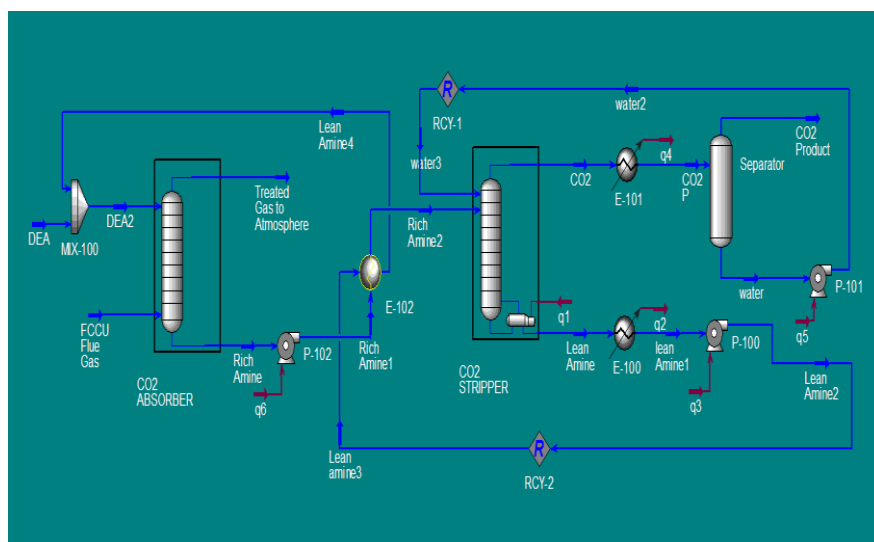 R
RCY-1
water2
Lean
Amine4
water3
CO2
q4
CO2
P
Separator
CO2
Product
E-101
DEA
MIX-100
DEA2
Treated
Gas to
Atmosphere
Rich
Amine2
E-102
FCCU
Flue
Gas
Rich
Amine
P-102
q6
Rich
Amine1
CO2
ABSORBER
CO2
STRIPPER
q1
Lean
Amine
q2
E-100
lean
Amine1
P-100
q3
water
P-101
q5
Lean
Amine2
Lean
amine3
R
RCY-2